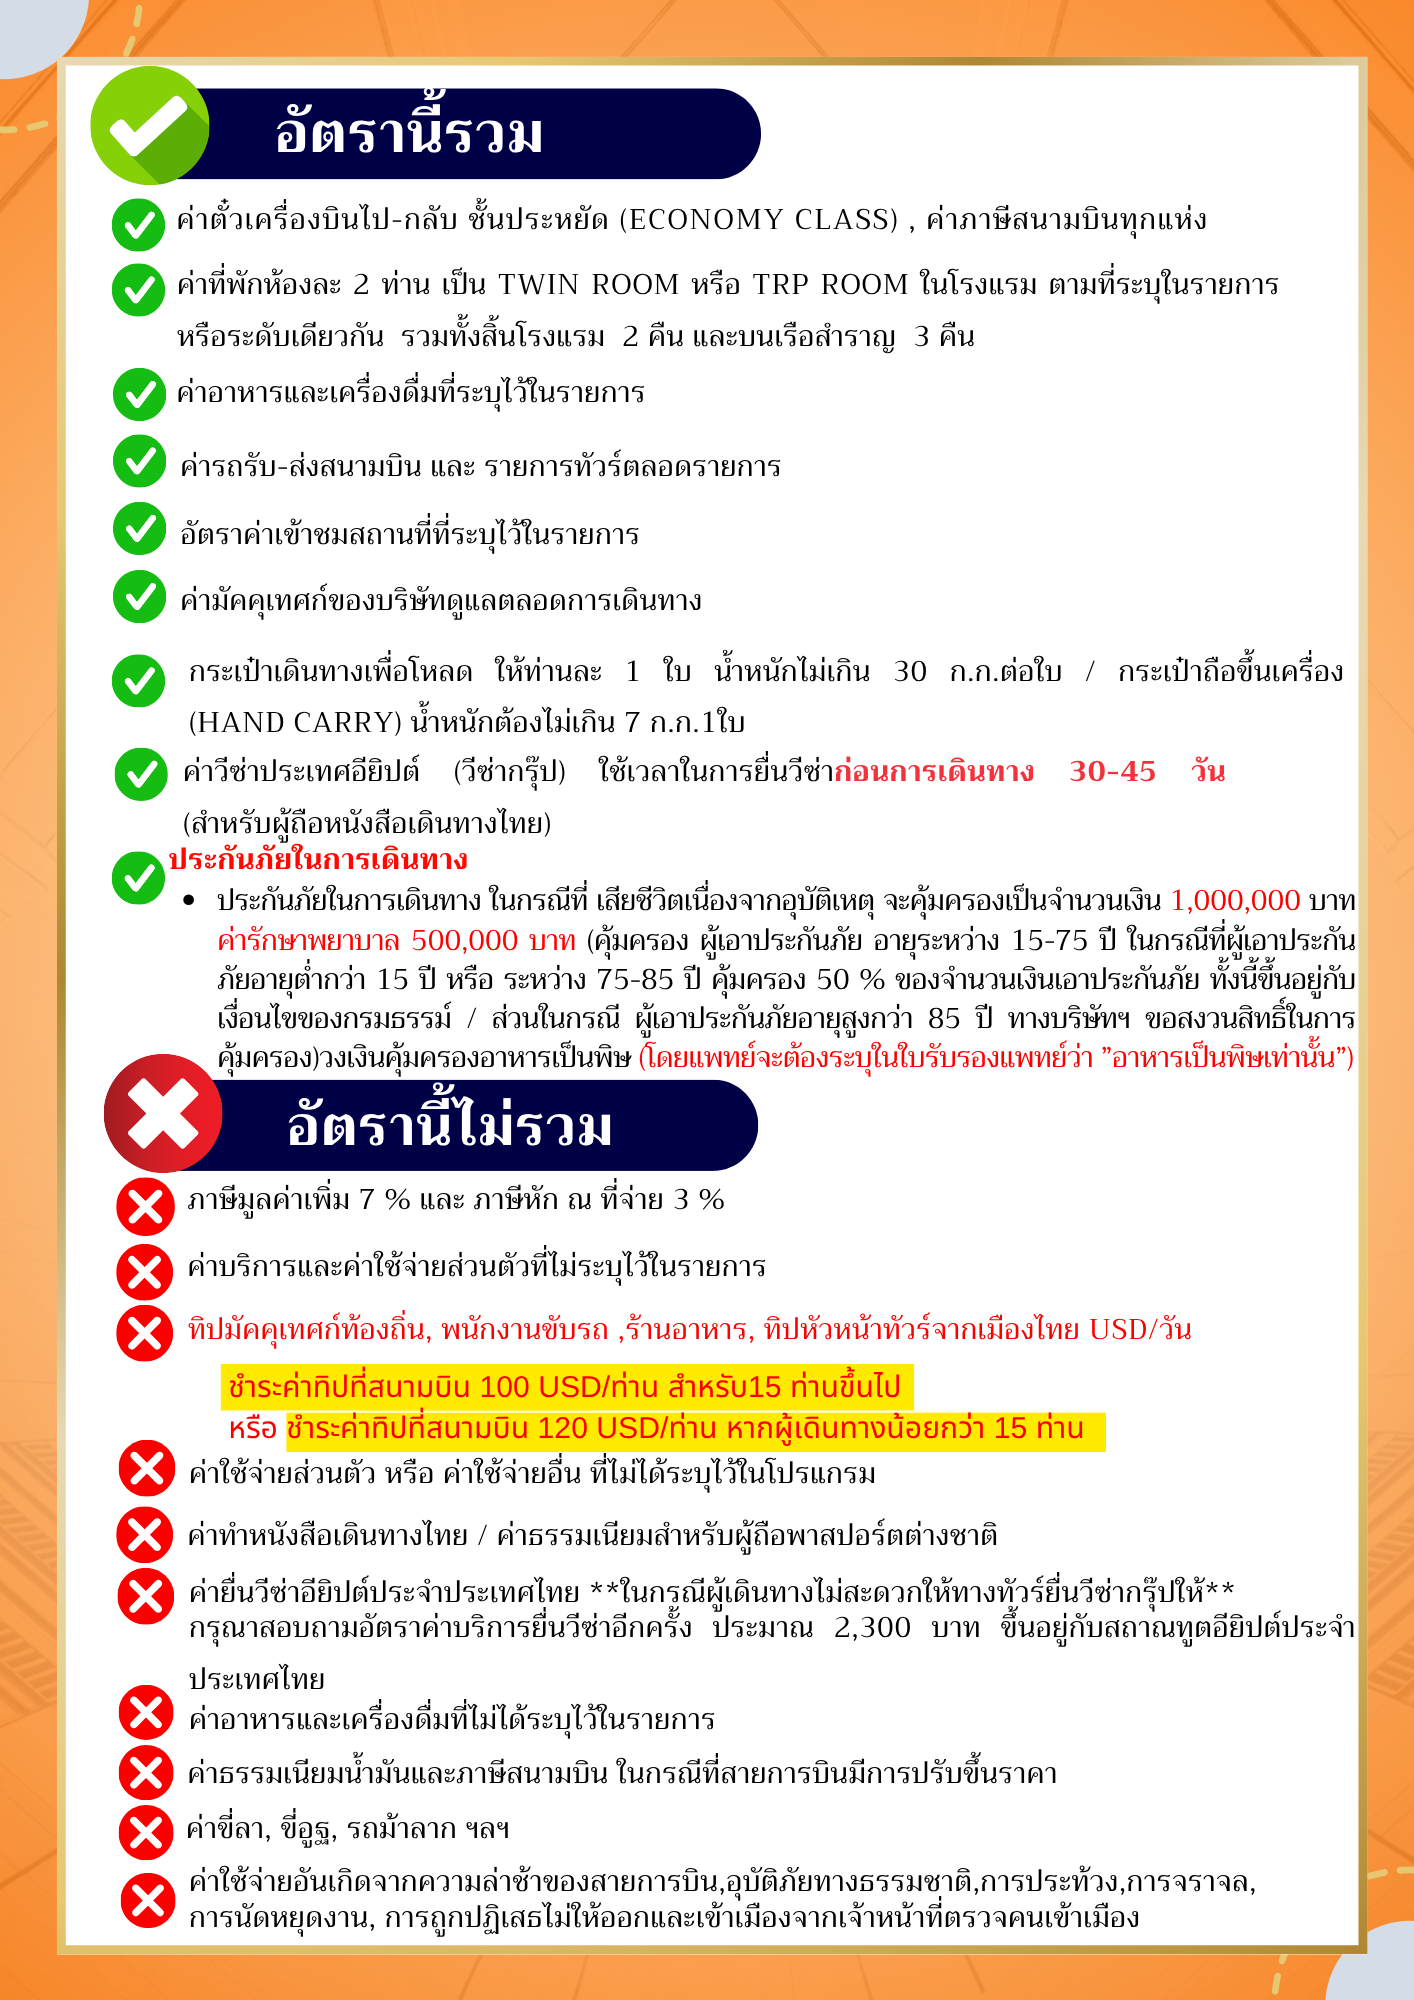 อัตรานี้รวม
ค่าตั๋วเครื่องบินไป-กลับ ชั้นประหยัด (ECONOMY CLASS) , ค่าภาษีสนามบินทุกแห่ง
ค่าที่พักห้องละ 2 ท่าน เป็น TWIN ROOM หรือ TRP ROOM ในโรงแรม ตามที่ระบุในรายการ
หรือระดับเดียวกัน รวมทั้งสิ้นโรงแรม 2 คืน และบนเรือสำราญ 3 คืน
ค่าอาหารและเครื่องดื่มที่ระบุไว้ในรายการ
ค่ารถรับ-ส่งสนามบิน และ รายการทัวร์ตลอดรายการ
อัตราค่าเข้าชมสถานที่ที่ระบุไว้ในรายการ
ค่ามัคคุเทศก์ของบริษัทดูแลตลอดการเดินทาง
กระเป๋าเดินทางเพื่อโหลด ให้ท่านละ 1 ใบ น้ำหนักไม่เกิน 30 ก.ก.ต่อใบ / กระเป๋าถือขึ้นเครื่อง
(HAND CARRY) น้ำหนักต้องไม่เกิน 7 ก.ก.1ใบ
ค่าวีซ่าประเทศอียิปต์ (วีซ่ากรุ๊ป) ใช้เวลาในการยื่นวีซ่าก่อนการเดินทาง 30-45 วัน
(สำหรับผู้ถือหนังสือเดินทางไทย)
ประกันภัยในการเดินทาง
• ประกันภัยในการเดินทาง ในกรณีที่ เสียชีวิตเนื่องจากอุบัติเหตุ จะคุ้มครองเป็นจำนวนเงิน 1,000,000 บาท
ค่ารักษาพยาบาล 500,000 บาท (คุ้มครอง ผู้เอาประกันภัย อายุระหว่าง 15-75 ปี ในกรณีที่ผู้เอาประกัน
ภัยอายุต่ำกว่า 15 ปี หรือ ระหว่าง 75-85 ปี คุ้มครอง 50 % ของจำนวนเงินเอาประกันภัย ทั้งนี้ขึ้นอยู่กับ
เงื่อนไขของกรมธรรม์ / ส่วนในกรณี ผู้เอาประกันภัยอายุสูงกว่า 85 ปี ทางบริษัทฯ ขอสงวนสิทธิ์ในการ
คุ้มครอง)วงเงินคุ้มครองอาหารเป็นพิษ (โดยแพทย์จะต้องระบุในใบรับรองแพทย์ว่า ”อาหารเป็นพิษเท่านั้น”)
อัตรานี้ไม่รวม
ภาษีมูลค่าเพิ่ม 7 % และ ภาษีหัก ณ ที่จ่าย 3 %
ค่าบริการและค่าใช้จ่ายส่วนตัวที่ไม่ระบุไว้ในรายการ
ทิปมัคคุเทศก์ท้องถิ่น, พนักงานขับรถ ,ร้านอาหาร, ทิปหัวหน้าทัวร์จากเมืองไทย USD/วัน
ชำระค่าทิปที่สนามบิน 100 USD/ท่าน สำหรับ15 ท่านขึ้นไป
หรือ ชำระค่าทิปที่สนามบิน 120 USD/ท่าน หากผู้เดินทางน้อยกว่า 15 ท่าน
ค่าใช้จ่ายส่วนตัว หรือ ค่าใช้จ่ายอื่น ที่ไม่ได้ระบุไว้ในโปรแกรม
ค่าทำหนังสือเดินทางไทย / ค่าธรรมเนียมสำหรับผู้ถือพาสปอร์ตต่างชาติ
ค่ายื่นวีซ่าอียิปต์ประจำประเทศไทย **ในกรณีผู้เดินทางไม่สะดวกให้ทางทัวร์ยื่นวีซ่ากรุ๊ปให้**
กรุณาสอบถามอัตราค่าบริการยื่นวีซ่าอีกครั้ง ประมาณ 2,300 บาท ขึ้นอยู่กับสถาณทูตอียิปต์ประจำ
ประเทศไทย
ค่าอาหารและเครื่องดื่มที่ไม่ได้ระบุไว้ในรายการ
ค่าธรรมเนียมน้ำมันและภาษีสนามบิน ในกรณีที่สายการบินมีการปรับขึ้นราคา
ค่าขี่ลา, ขี่อูฐ, รถม้าลาก ฯลฯ
ค่าใช้จ่ายอันเกิดจากความล่าช้าของสายการบิน,อุบัติภัยทางธรรมชาติ,การประท้วง,การจราจล,
การนัดหยุดงาน, การถูกปฏิเสธไม่ให้ออกและเข้าเมืองจากเจ้าหน้าที่ตรวจคนเข้าเมือง